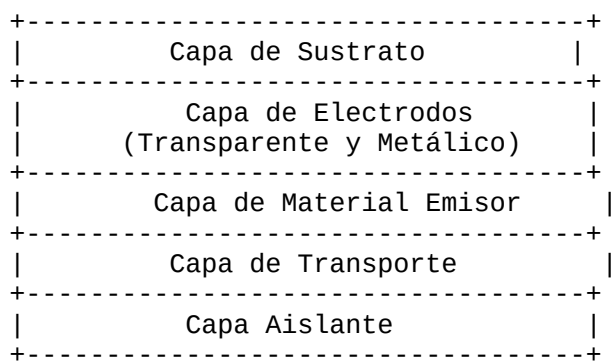 +-----------------------------------+
| Capa de Sustrato |
+-----------------------------------+
| Capa de Electrodos |
| (Transparente y Metálico) |
+-----------------------------------+
| Capa de Material Emisor |
+-----------------------------------+
| Capa de Transporte |
+-----------------------------------+
| Capa Aislante |
+-----------------------------------+